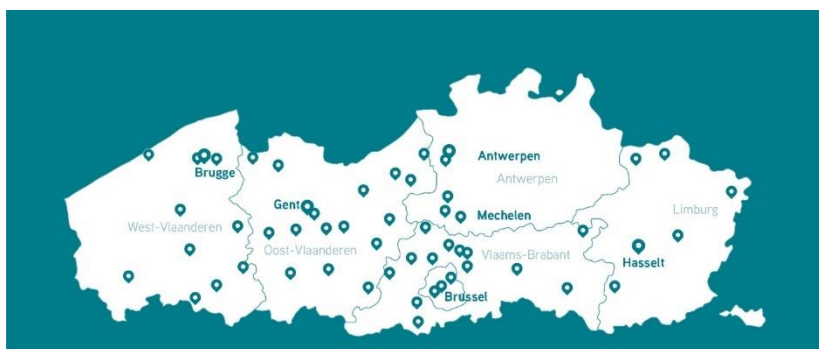 Brugge
West-Vlaanderen
Gent
Oost-Vlaanderen
Antwerpen
Antwerpen
Mechelen
Vlaams-Brabant
Brussel
Limburg
Hasselt